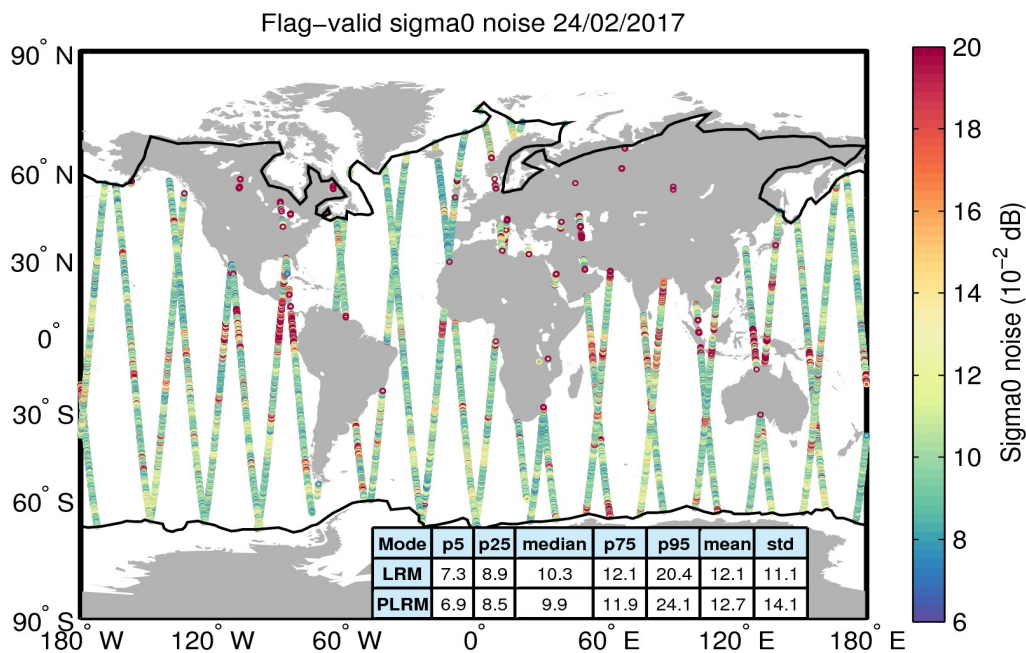 Flag−valid sigma0 noise 24/02/2017
90° N
60° N
30° N
0°
30° S
60° S
90° S
180° W
120° W
60° W
0°
60° E
120° E
180° E
Mode p5 p25 median p75 p95 mean std
LRM 7.3 8.9 10.3 12.1 20.4 12.1 11.1
PLRM 6.9 8.5 9.9 11.9 24.1 12.7 14.1
20
18
16
14
12
10
8
6
Sigma0 noise (10⁻² dB)